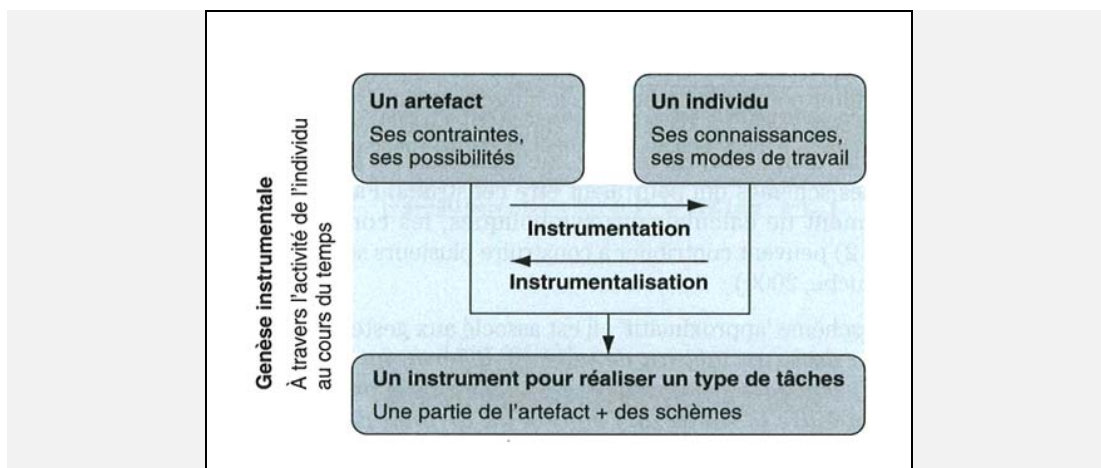 Genèse instrumentale
À travers l'activité de l'individu
au cours du temps
Un artefact
Ses contraintes,
ses possibilités
Un individu
Ses connaissances,
ses modes de travail
Instrumentation
Instrumentalisation
Un instrument pour réaliser un type de tâches
Une partie de l'artefact + des schèmes